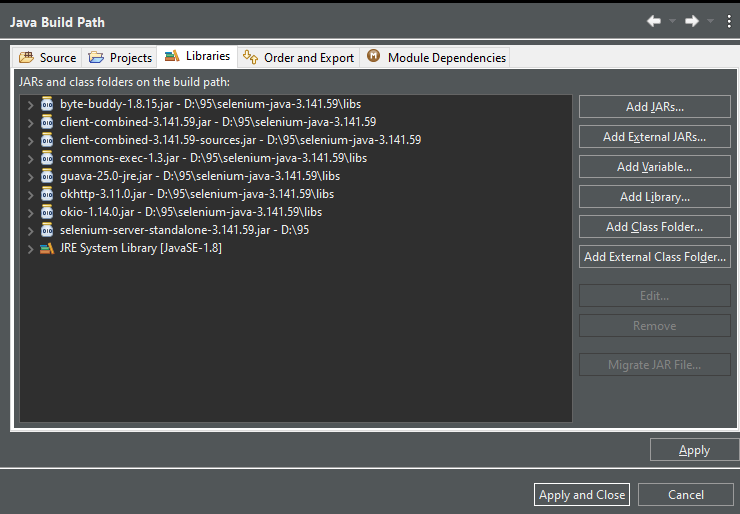 Java Build Path
Source
Projects
Libraries
Order and Export
Module Dependencies
JARs and class folders on the build path:
byte-buddy-1.8.15.jar - D:\95\selenium-java-3.141.59\libs
client-combined-3.141.59.jar - D:\95\selenium-java-3.141.59
client-combined-3.141.59-sources.jar - D:\95\selenium-java-3.141.59
commons-exec-1.3.jar - D:\95\selenium-java-3.141.59\libs
guava-25.0-jre.jar - D:\95\selenium-java-3.141.59\libs
okhttp-3.11.0.jar - D:\95\selenium-java-3.141.59\libs
okio-1.14.0.jar - D:\95\selenium-java-3.141.59\libs
selenium-server-standalone-3.141.59.jar - D:\95
JRE System Library [JavaSE-1.8]
Add JARs...
Add External JARs...
Add Variable...
Add Library...
Add Class Folder...
Add External Class Folder...
Edit...
Remove
Migrate JAR File...
Apply
Apply and Close
Cancel